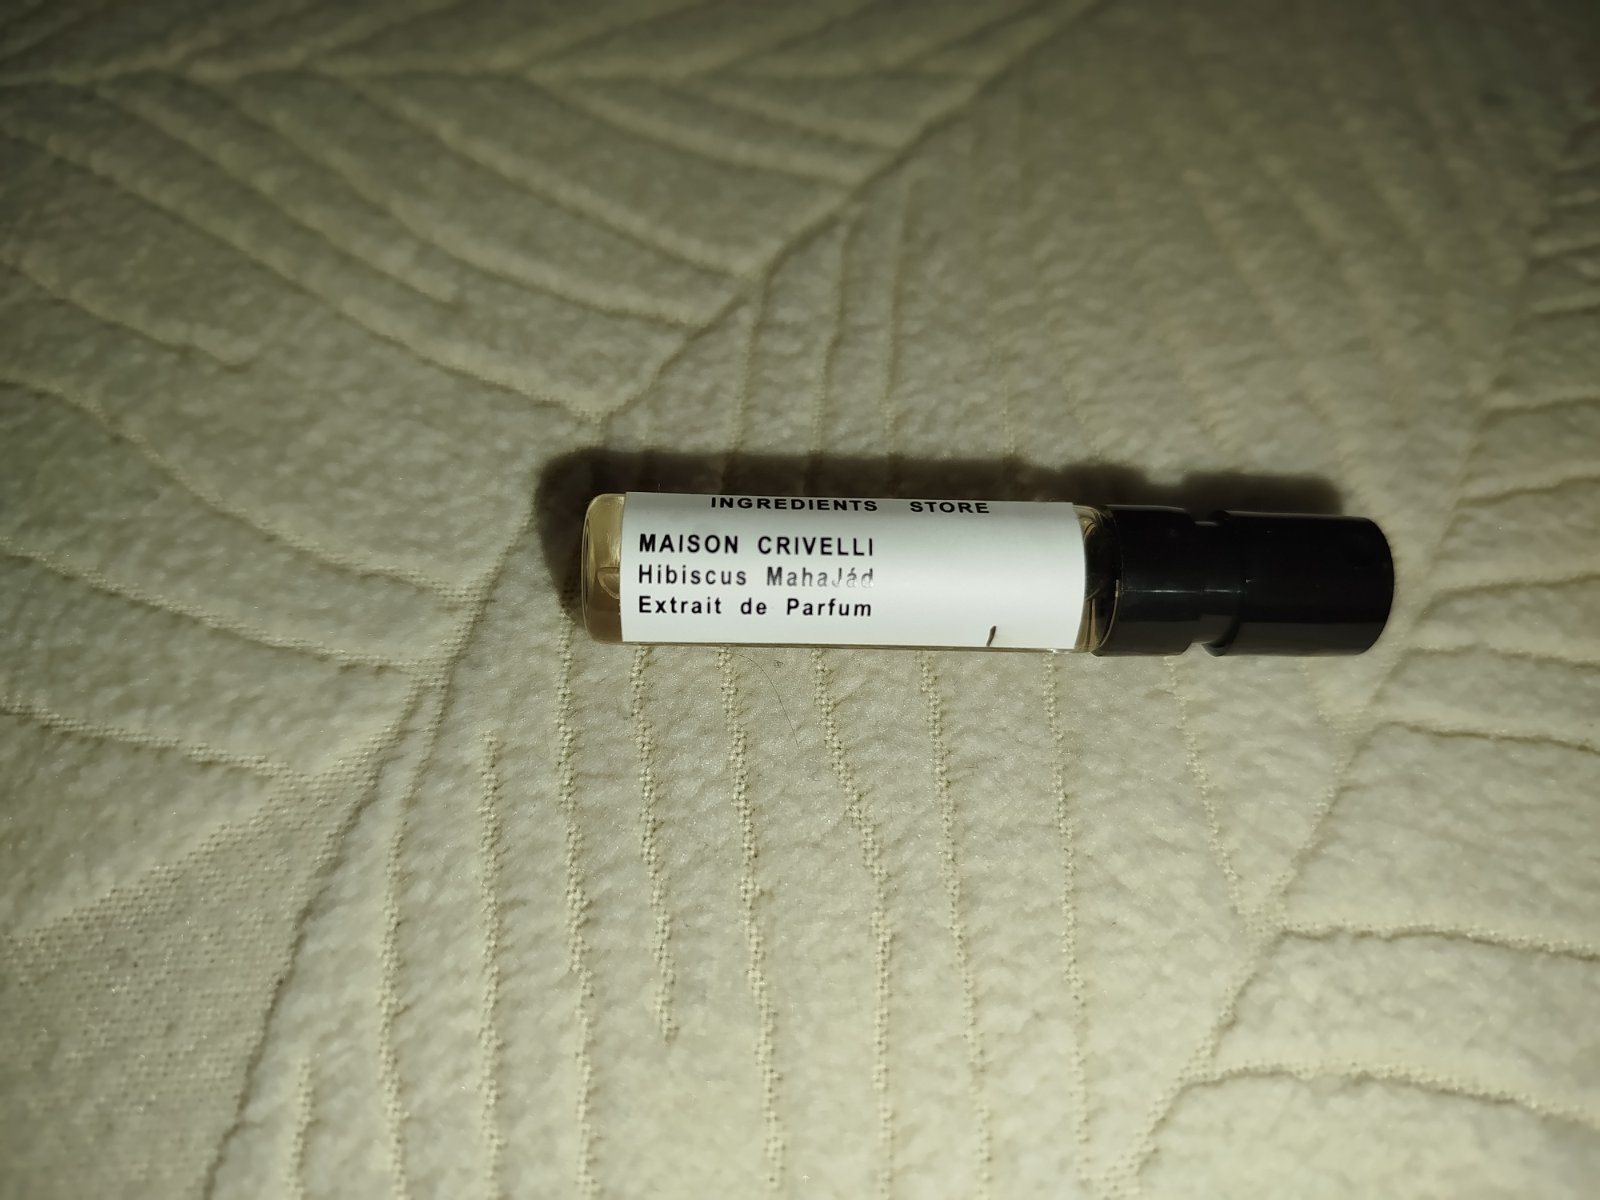 INGREDIENTS STORE
MAISON CRIVELLI
Hibiscus MahaJád
Extrait de Parfum